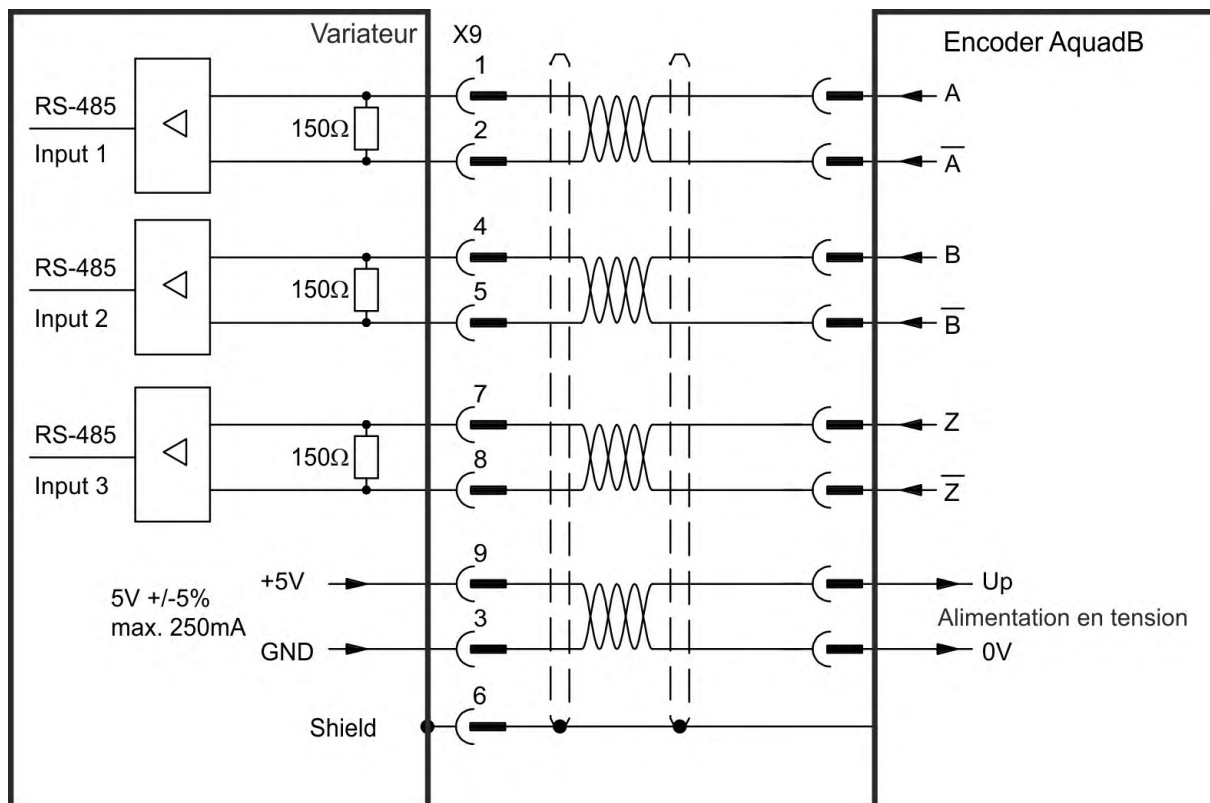 Variateur
X9
Encoder AquadB
1
RS-485
Input 1
150Ω
2
A
A̅
4
RS-485
Input 2
150Ω
5
B
B̅
7
RS-485
Input 3
150Ω
8
Z
Z̅
9
5V +/-5%
max. 250mA
+5V
Up
Alimentation en tension
3
GND
0V
6
Shield